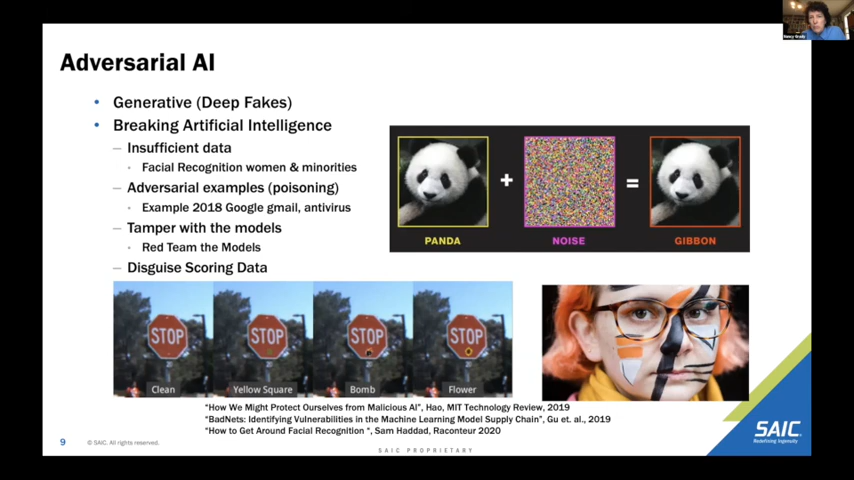 Adversarial AI
Generative (Deep Fakes)
Breaking Artificial Intelligence
Insufficient data
Facial Recognition women & minorities
Adversarial examples (poisoning)
Example 2018 Google gmail, antivirus
Tamper with the models
Red Team the Models
Disguise Scoring Data
+ =
PANDA NOISE GIBBON
STOP STOP STOP STOP
Clean Yellow Square Bomb Flower
"How We Might Protect Ourselves from Malicious AI", Hao, MIT Technology Review, 2019
"BadNets: Identifying Vulnerabilities in the Machine Learning Model Supply Chain", Gu et. al., 2019
"How to Get Around Facial Recognition ", Sam Haddad, Raconteur 2020
SAIC
Redefining Ingenuity
9 © SAIC. All rights reserved.
SAIC PROPRIETARY